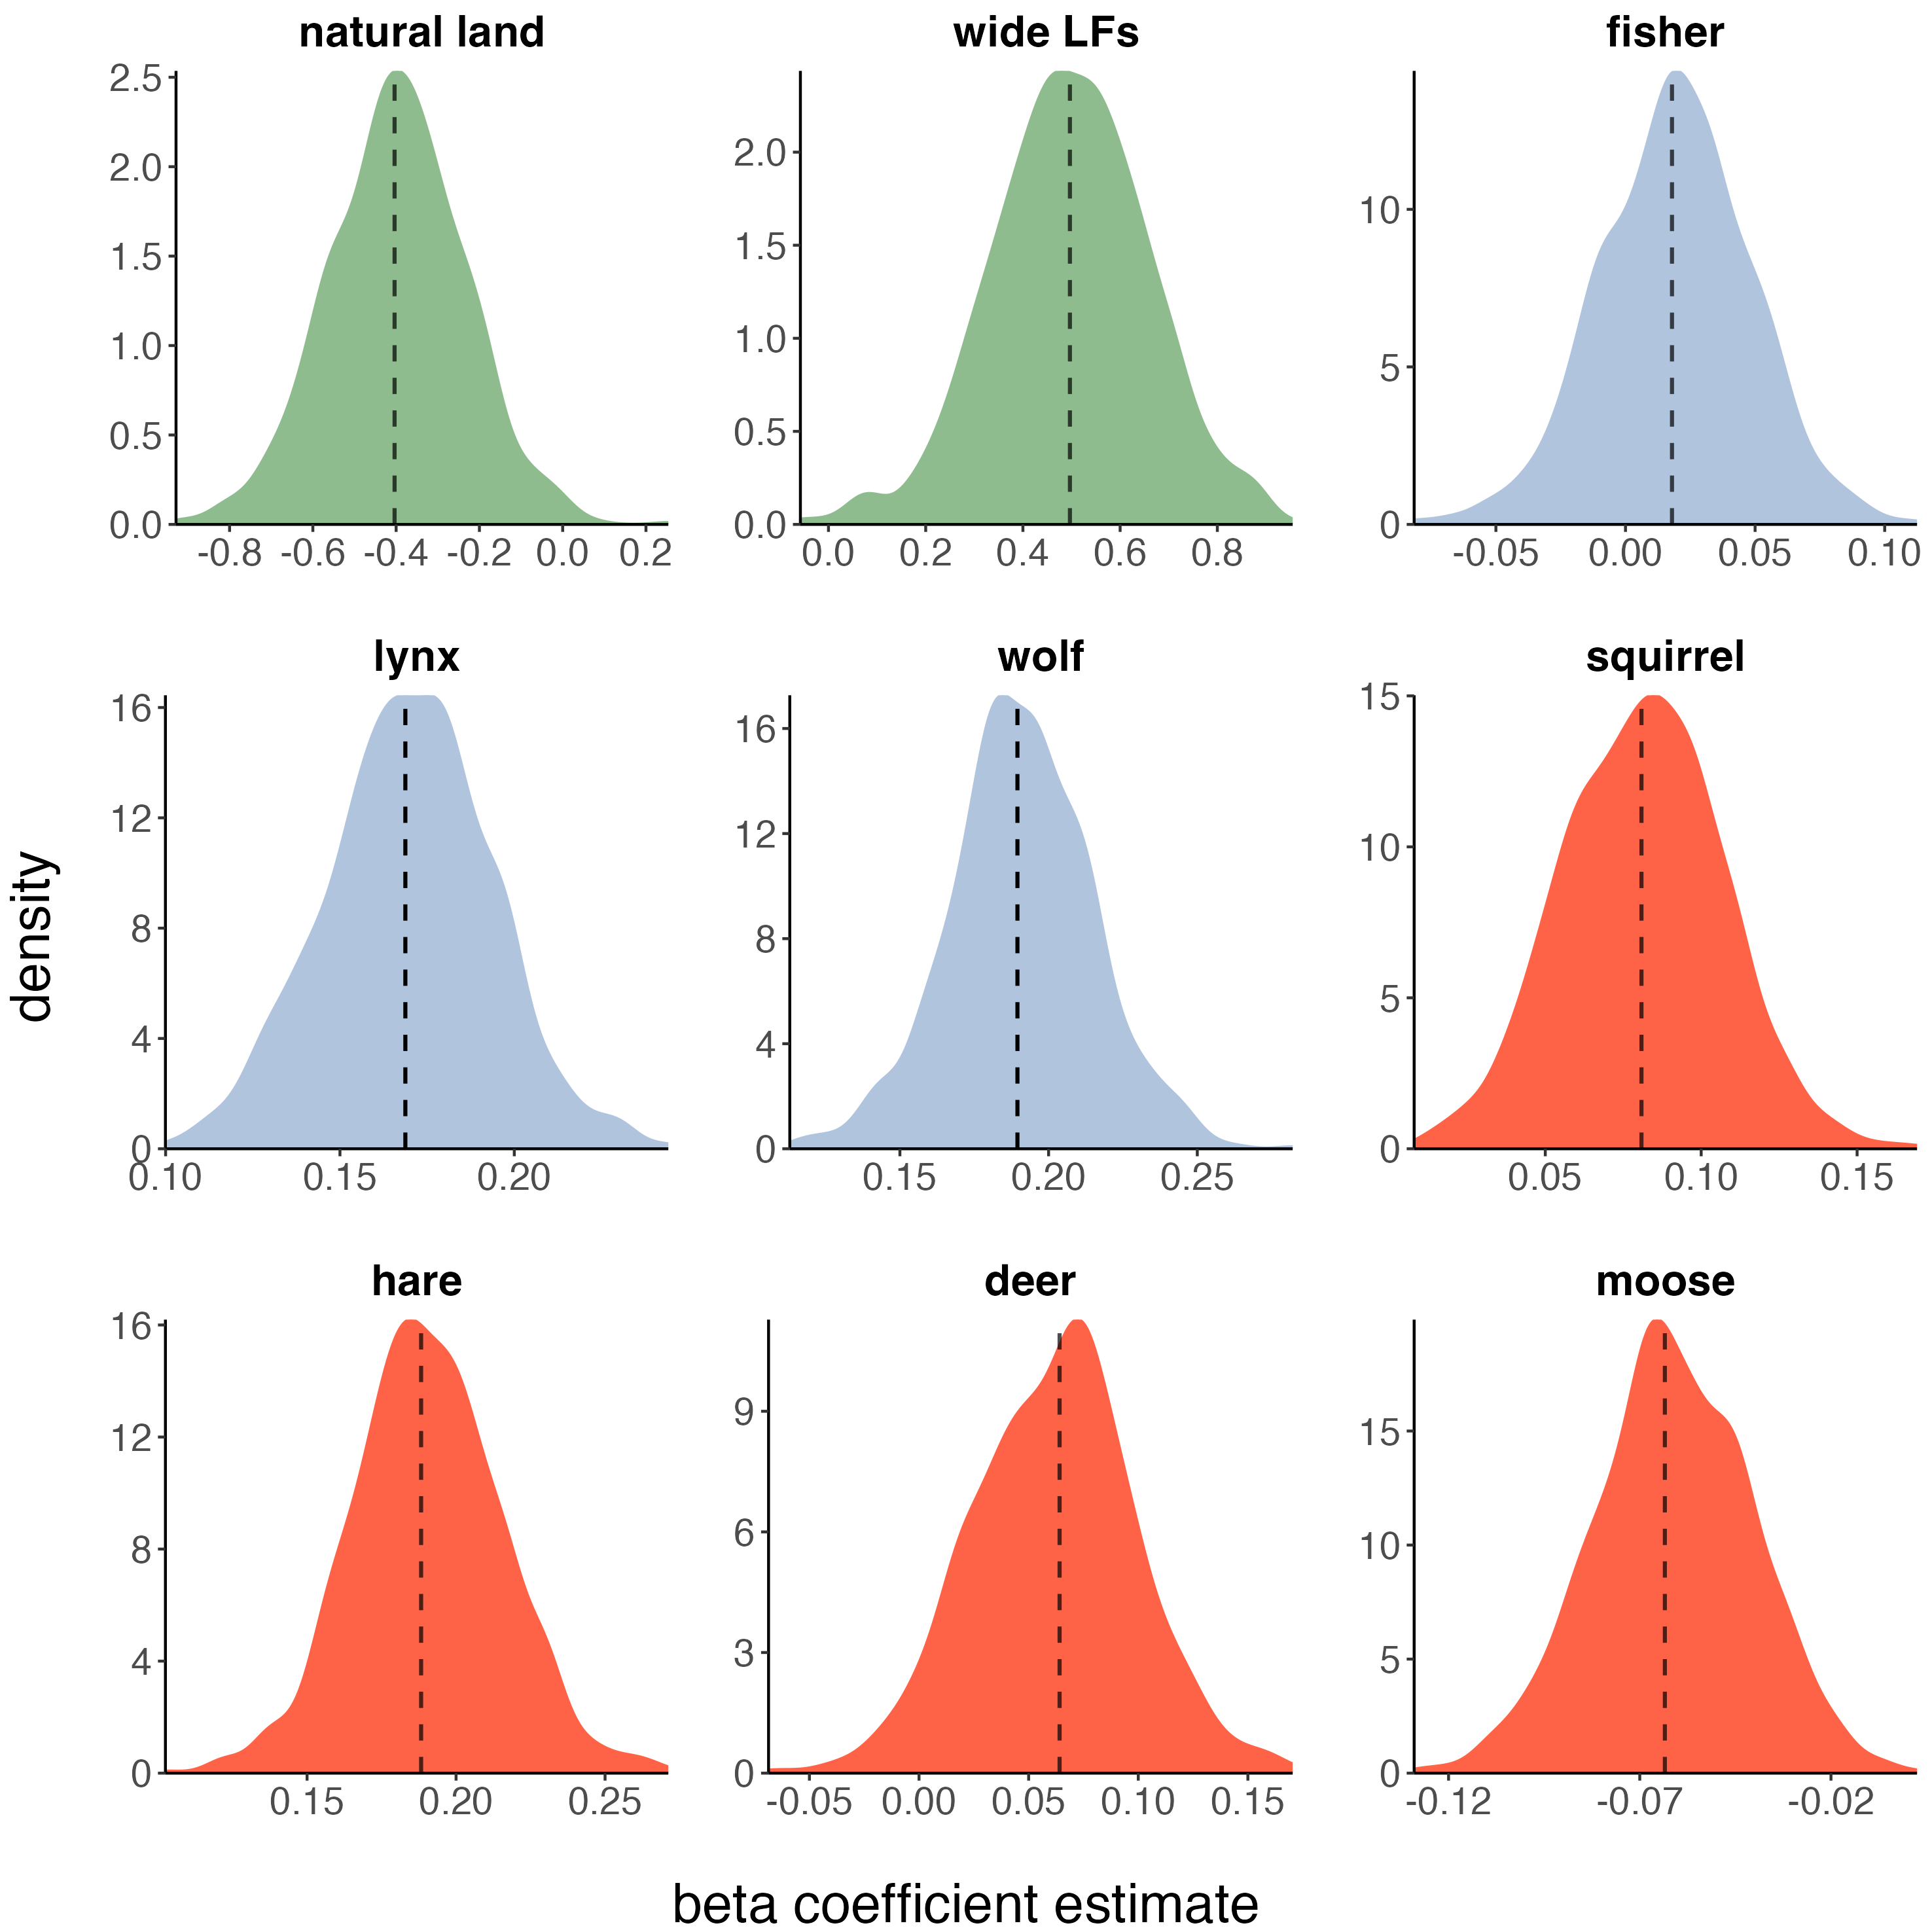 natural land
wide LFs
fisher
2.5
2.0
1.5
1.0
0.5
0.0
-0.8 -0.6 -0.4 -0.2 0.0 0.2
2.0
1.5
1.0
0.5
0.0
0.0 0.2 0.4 0.6 0.8
10
5
0
-0.05 0.00 0.05 0.10
lynx
wolf
squirrel
16
12
8
4
0
0.10 0.15 0.20
16
12
8
4
0
0.15 0.20 0.25
15
10
5
0
0.05 0.10 0.15
density
hare
deer
moose
16
12
8
4
0
0.15 0.20 0.25
9
6
3
0
-0.05 0.00 0.05 0.10 0.15
15
10
5
0
-0.12 -0.07 -0.02
beta coefficient estimate